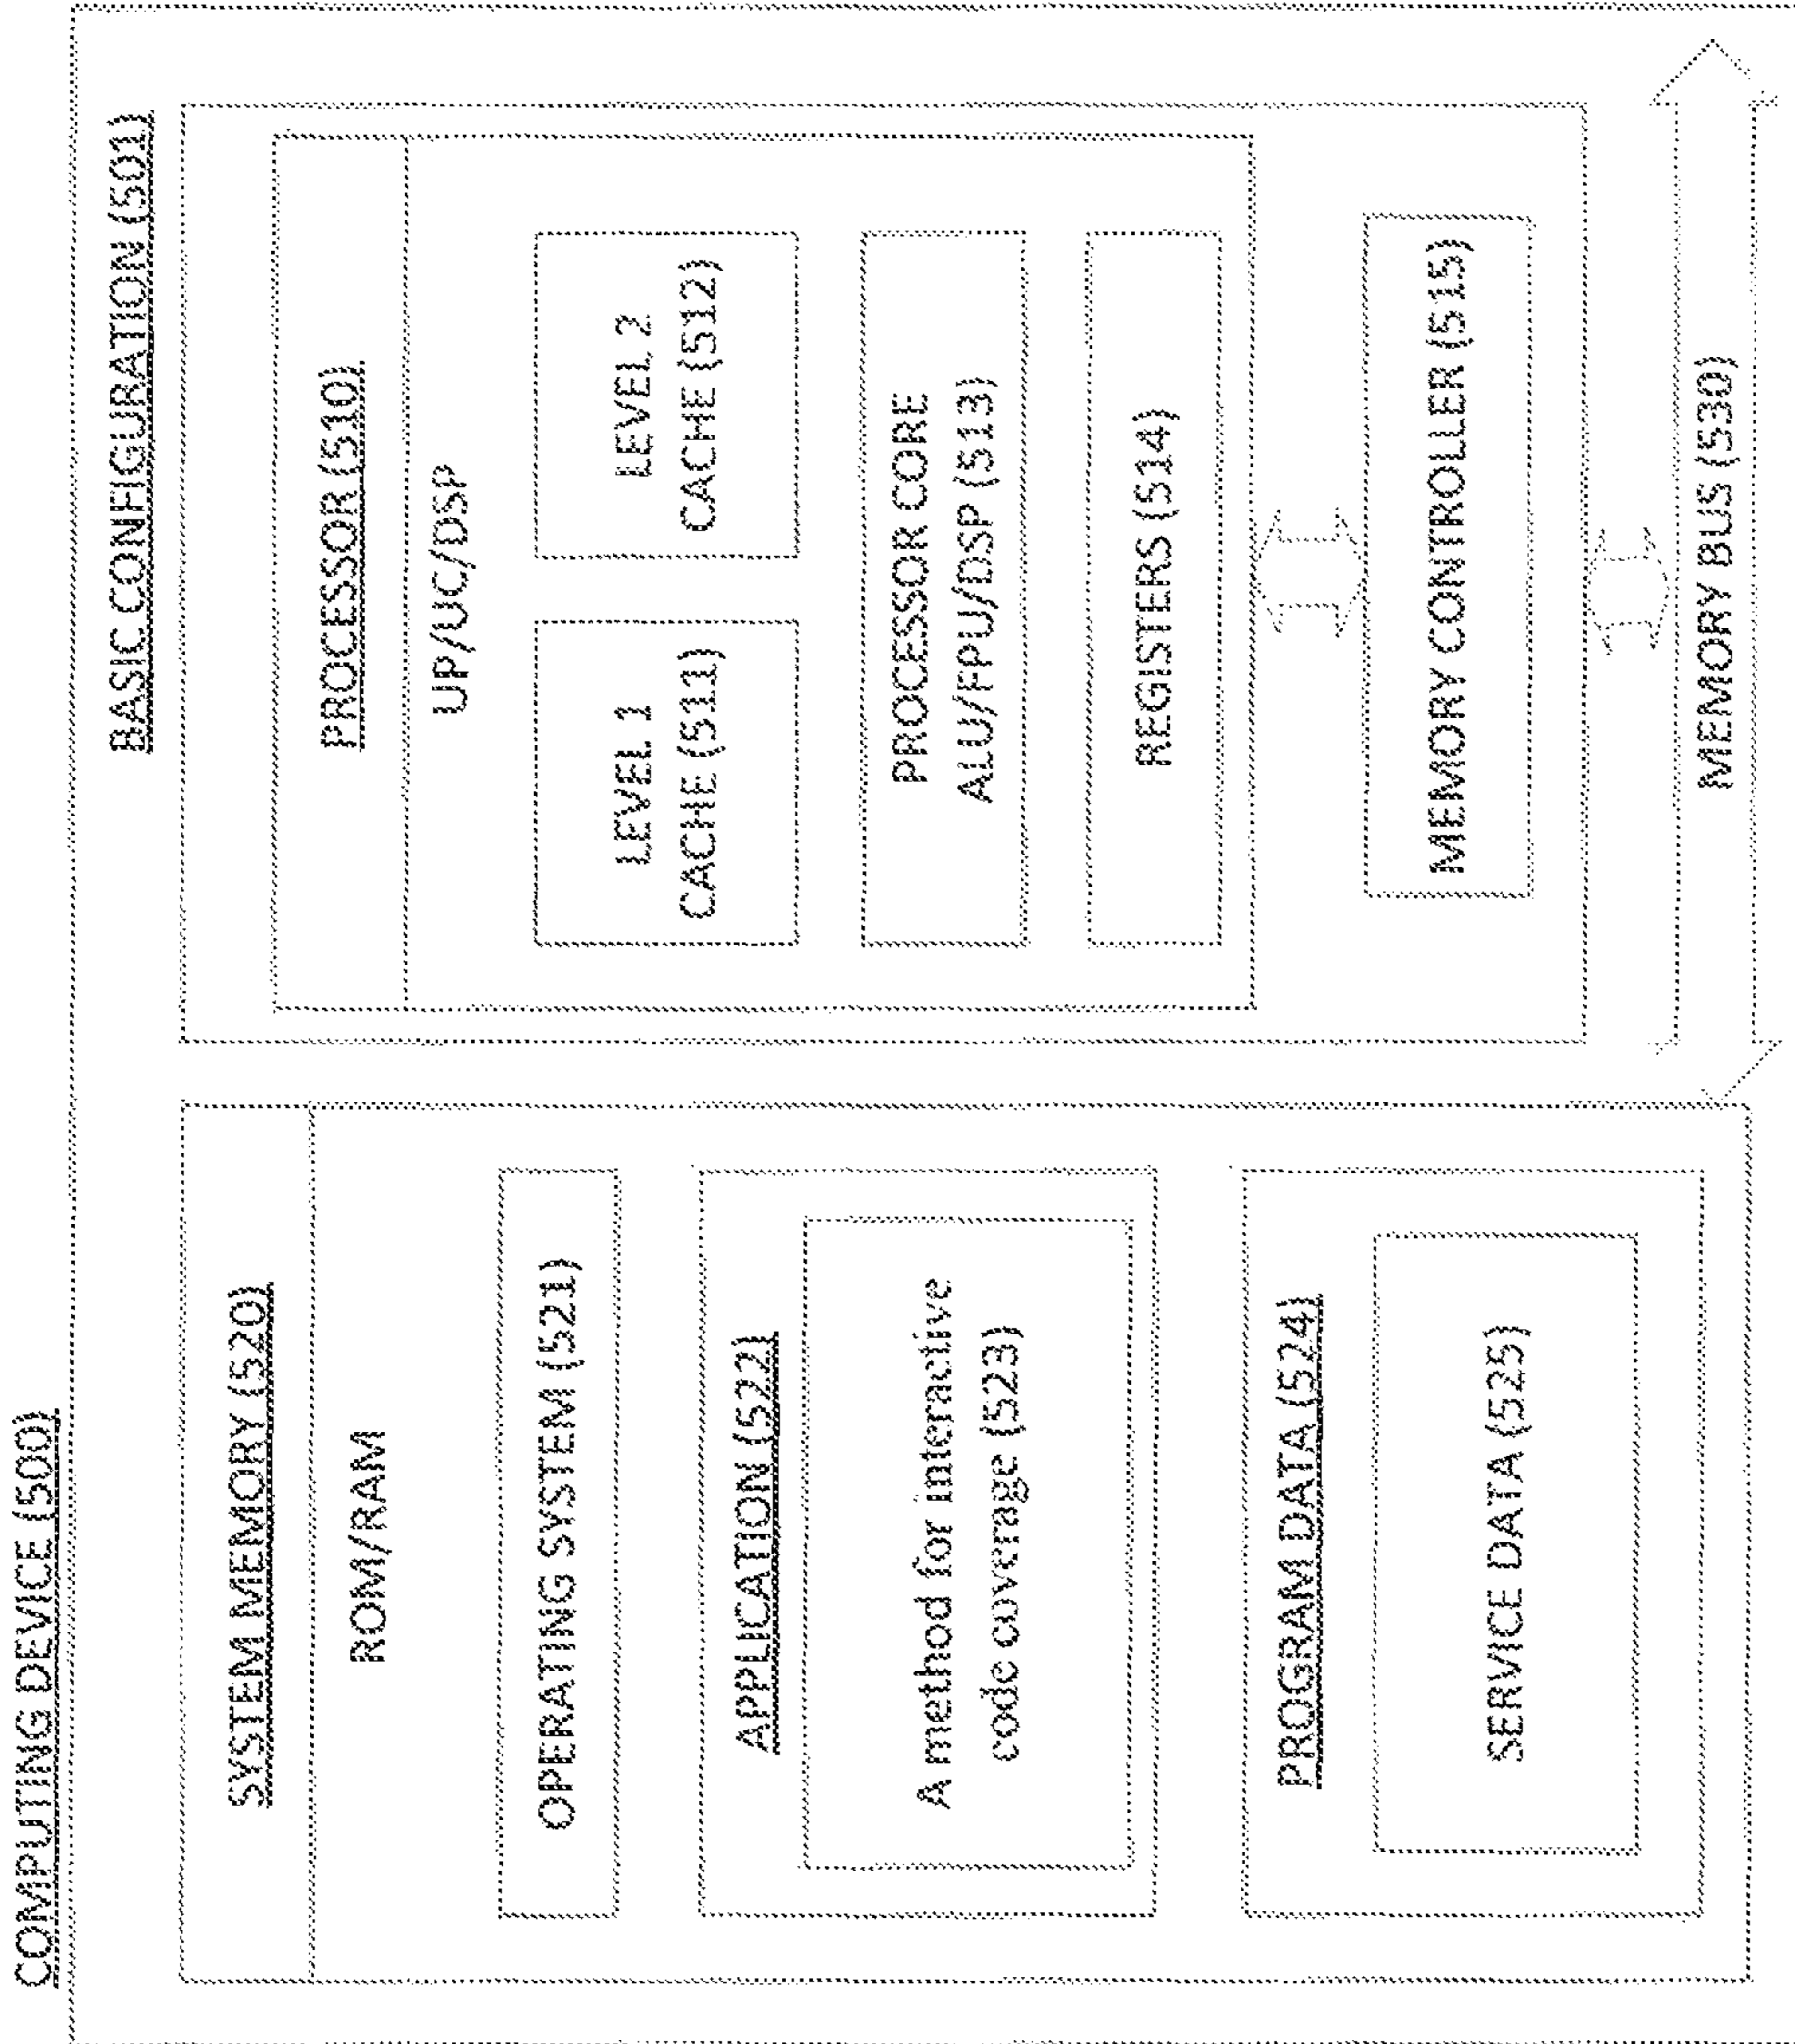 COMPUTING DEVICE (500)
SYSTEM MEMORY (520)
ROM/RAM
OPERATING SYSTEM (521)
APPLICATION (522)
A method for interactive
code coverage (523)
PROGRAM DATA (524)
SERVICE DATA (525)
BASIC CONFIGURATION (501)
PROCESSOR (510)
UP/UC/DSP
LEVEL 1
CACHE (511)
LEVEL 2
CACHE (512)
PROCESSOR CORE
ALU/FPU/DSP (513)
REGISTERS (514)
MEMORY CONTROLLER (515)
MEMORY BUS (530)